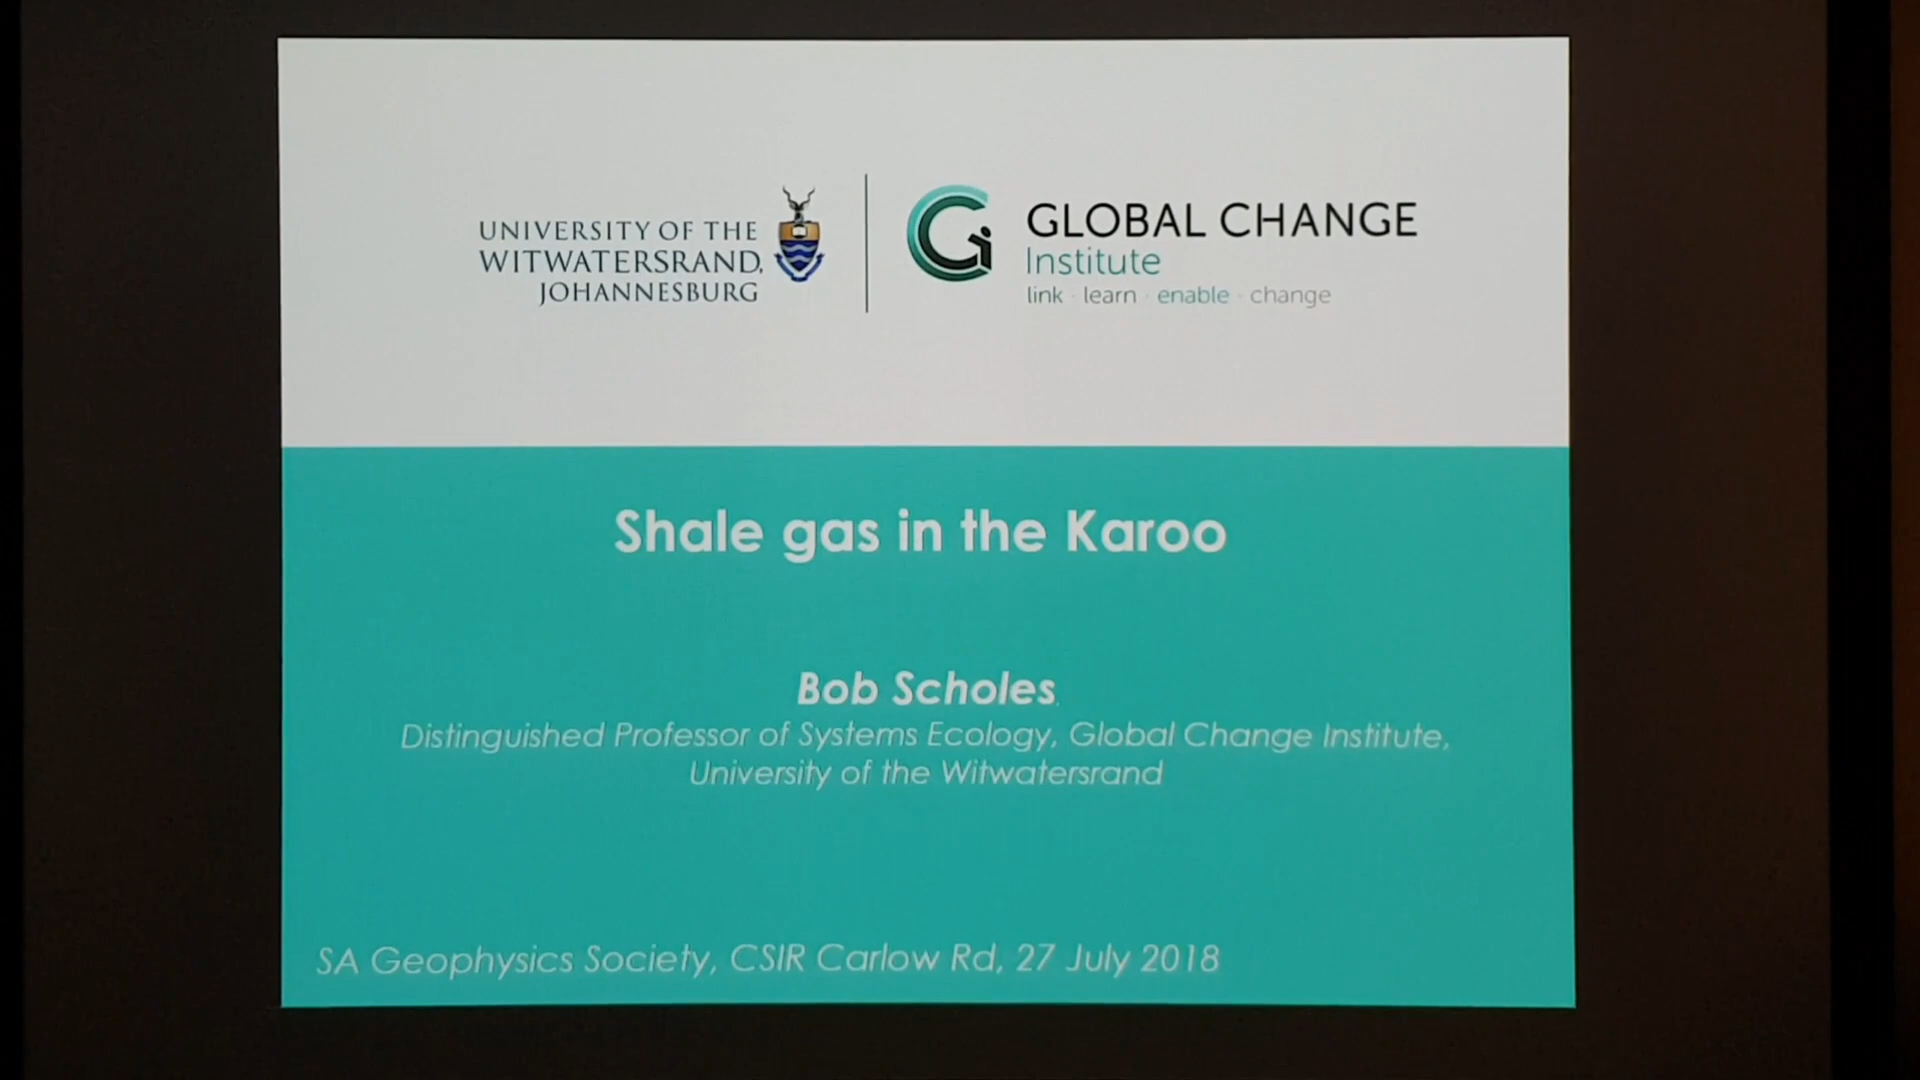 UNIVERSITY OF THE
WITWATERSRAND,
JOHANNESBURG
GLOBAL CHANGE
Institute
link · learn · enable · change
Shale gas in the Karoo
Bob Scholes,
Distinguished Professor of Systems Ecology, Global Change Institute,
University of the Witwatersrand
SA Geophysics Society, CSIR Carlow Rd, 27 July 2018